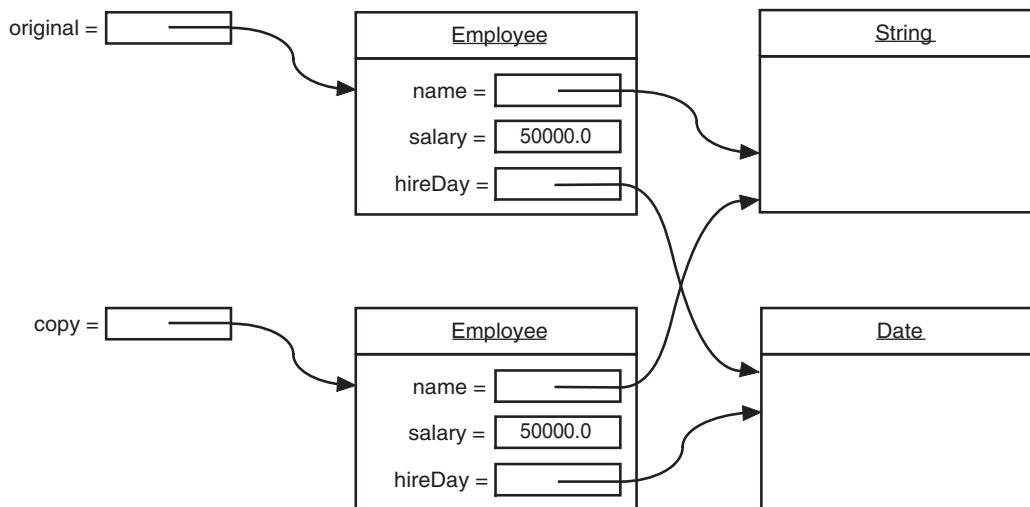 original =
Employee
name =
salary = 50000.0
hireDay =
String
copy =
Employee
name =
salary = 50000.0
hireDay =
Date